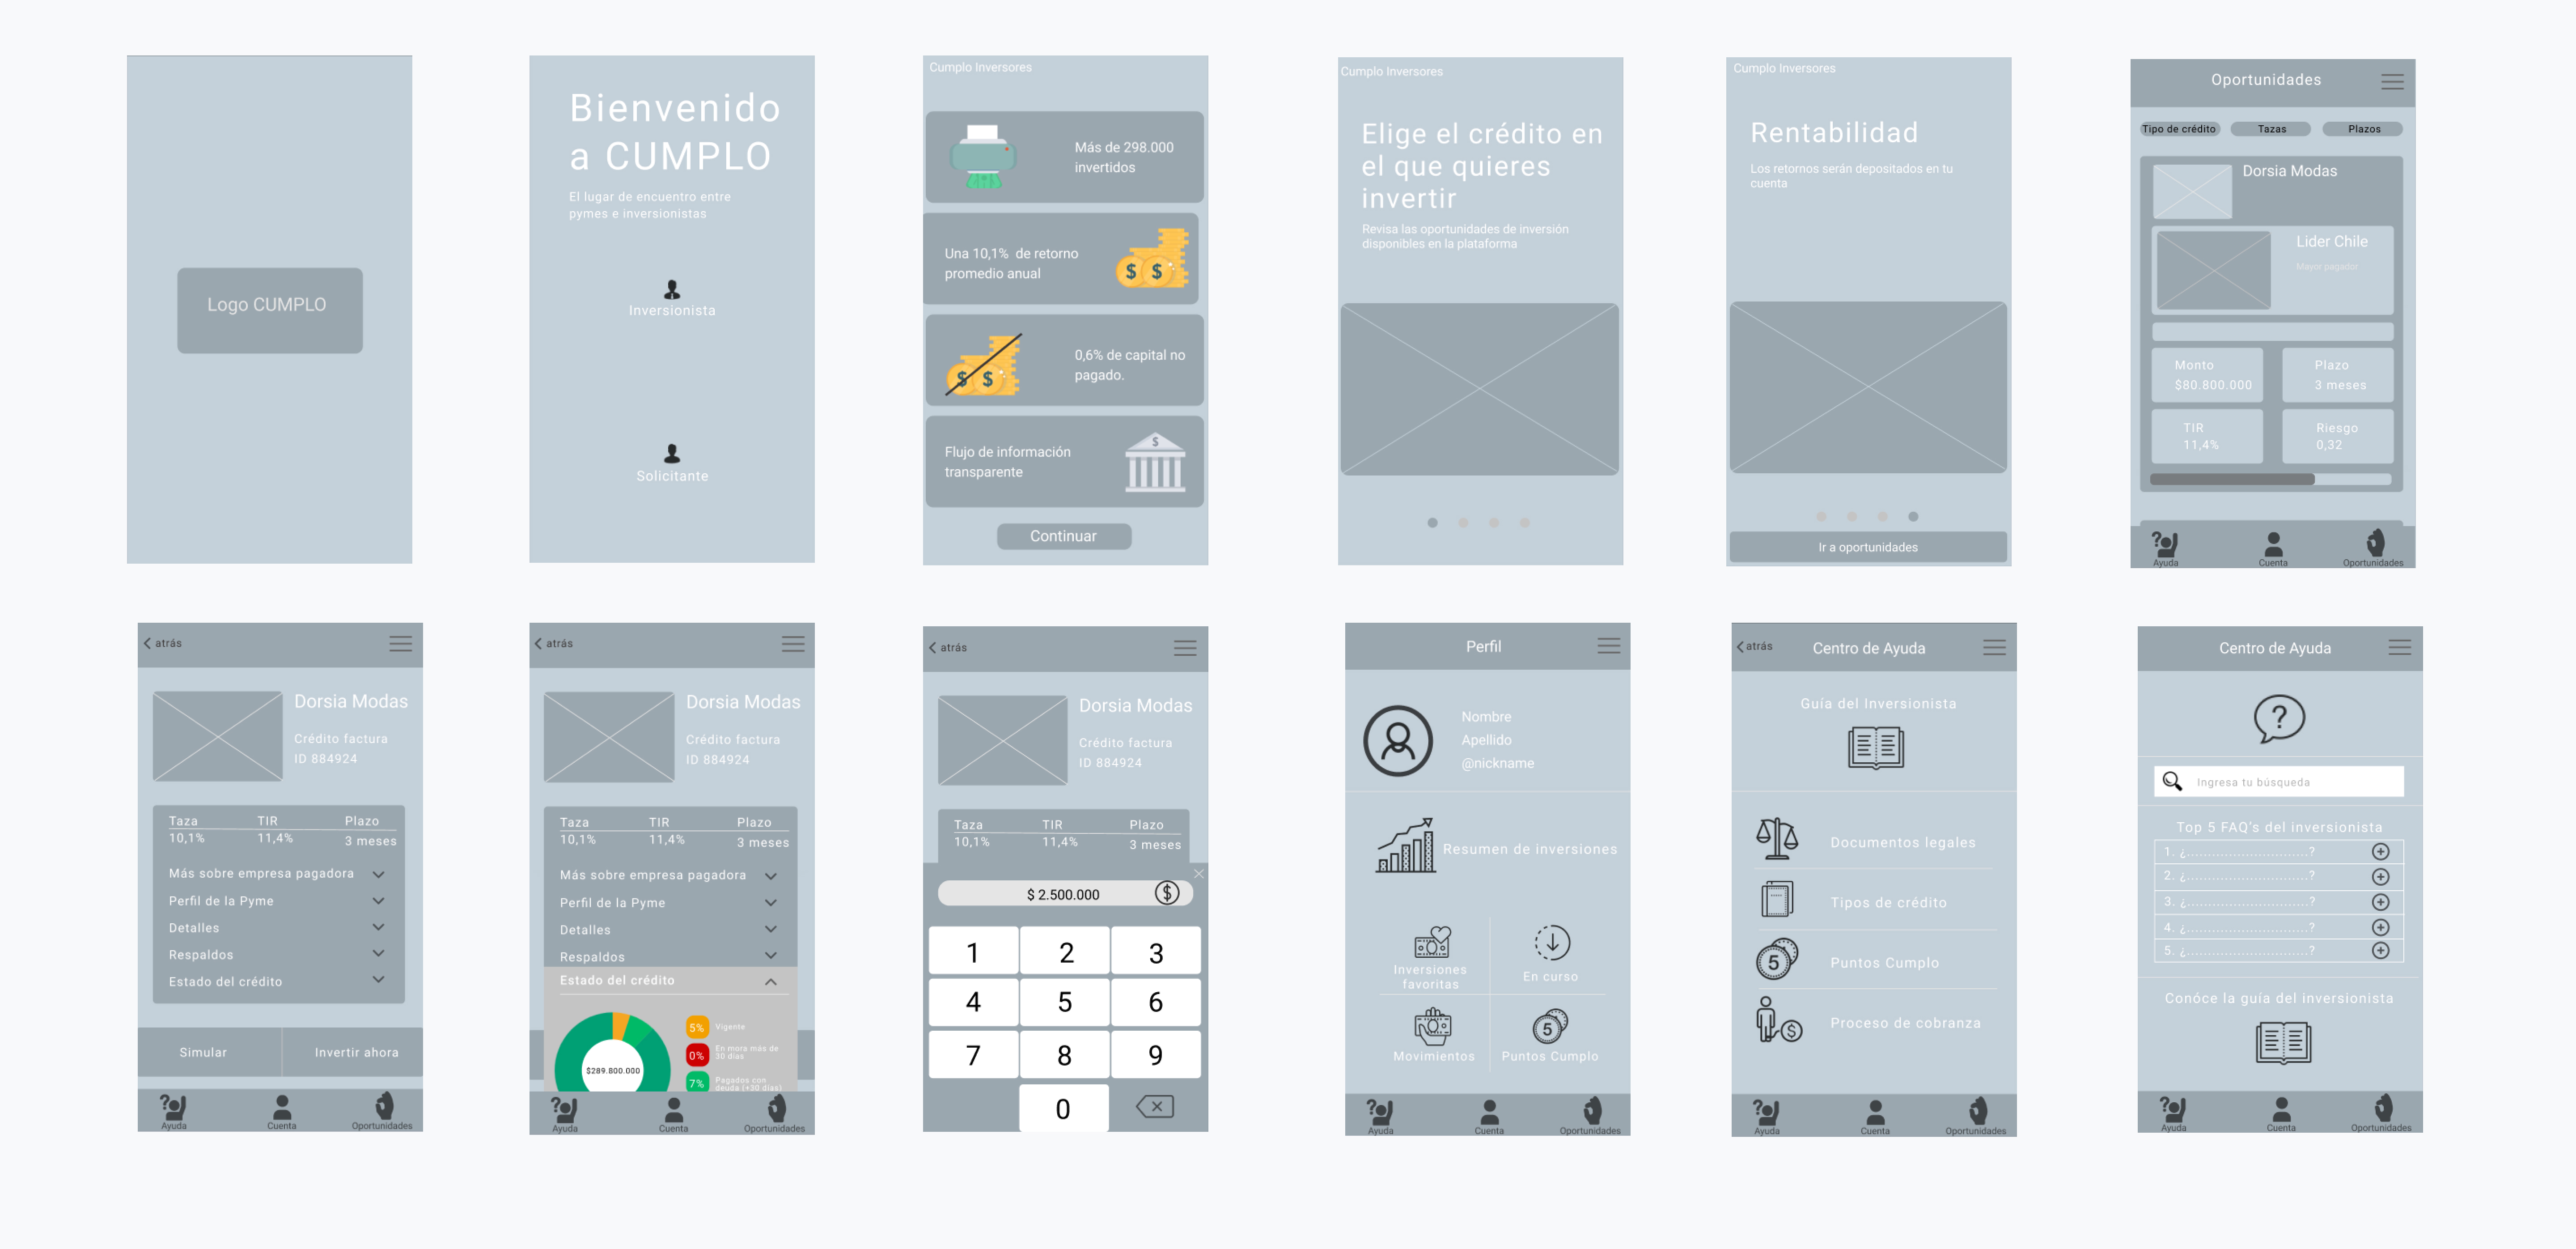 Logo CUMPLO
Bienvenido
a CUMPLO
El lugar de encuentro entre
pymes e inversionistas
Inversionista
Solicitante
Cumplo Inversores
Más de 298.000
invertidos
Una 10,1% de retorno
promedio anual
0,6% de capital no
pagado.
Flujo de información
transparente
Continuar
Cumplo Inversores
Elige el crédito en
el que quieres
invertir
Revisa las oportunidades de inversión
disponibles en la plataforma
Cumplo Inversores
Rentabilidad
Los retornos serán depositados en tu
cuenta
Ir a oportunidades
Oportunidades
Tipo de crédito Tazas Plazos
Dorsia Modas
Lider Chile
Mayor pagador
Monto
$80.800.000
Plazo
3 meses
TIR
11,4%
Riesgo
0,32
Ayuda Cuenta Oportunidades
atrás
Dorsia Modas
Crédito factura
ID 884924
Taza TIR Plazo
10,1% 11,4% 3 meses
Más sobre empresa pagadora
Perfil de la Pyme
Detalles
Respaldos
Estado del crédito
Simular Invertir ahora
Ayuda Cuenta Oportunidades
atrás
Dorsia Modas
Crédito factura
ID 884924
Taza TIR Plazo
10,1% 11,4% 3 meses
Más sobre empresa pagadora
Perfil de la Pyme
Detalles
Respaldos
Estado del crédito
$289.800.000
5% Vigente
0% En mora más de
30 días
7% Pagados con
deuda (+30 días)
Ayuda Cuenta Oportunidades
atrás
Dorsia Modas
Crédito factura
ID 884924
Taza TIR Plazo
10,1% 11,4% 3 meses
$ 2.500.000 $
1 2 3
4 5 6
7 8 9
0
Perfil
Nombre
Apellido
@nickname
Resumen de inversiones
Inversiones
favoritas
En curso
Movimientos
5
Puntos Cumplo
Ayuda Cuenta Oportunidades
atrás Centro de Ayuda
Guía del Inversionista
Documentos legales
Tipos de crédito
5 Puntos Cumplo
Proceso de cobranza
Ayuda Cuenta Oportunidades
Centro de Ayuda
?
Ingresa tu búsqueda
Top 5 FAQ's del inversionista
1. ¿.............................?
2. ¿.............................?
3. ¿.............................?
4. ¿.............................?
5. ¿.............................?
Conóce la guía del inversionista
Ayuda Cuenta Oportunidades